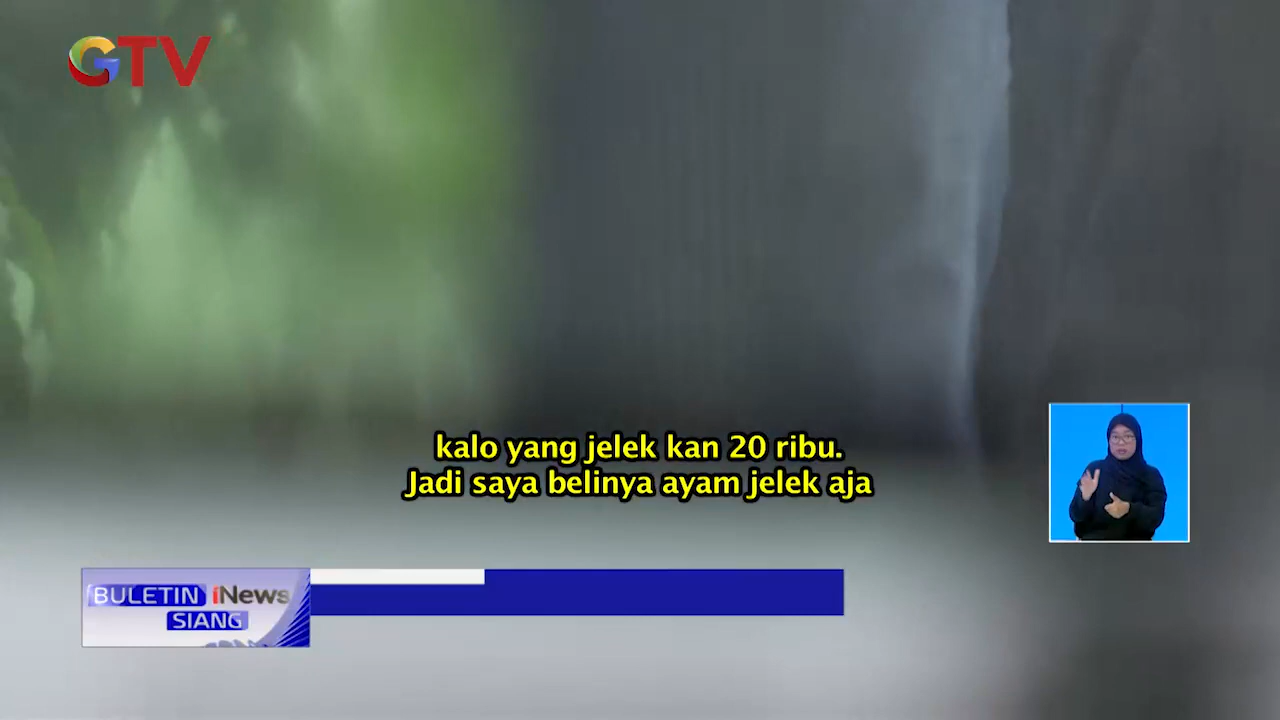 GTV
kalo yang jelek kan 20 ribu.
Jadi saya belinya ayam jelek aja
BULETIN iNews
SIANG